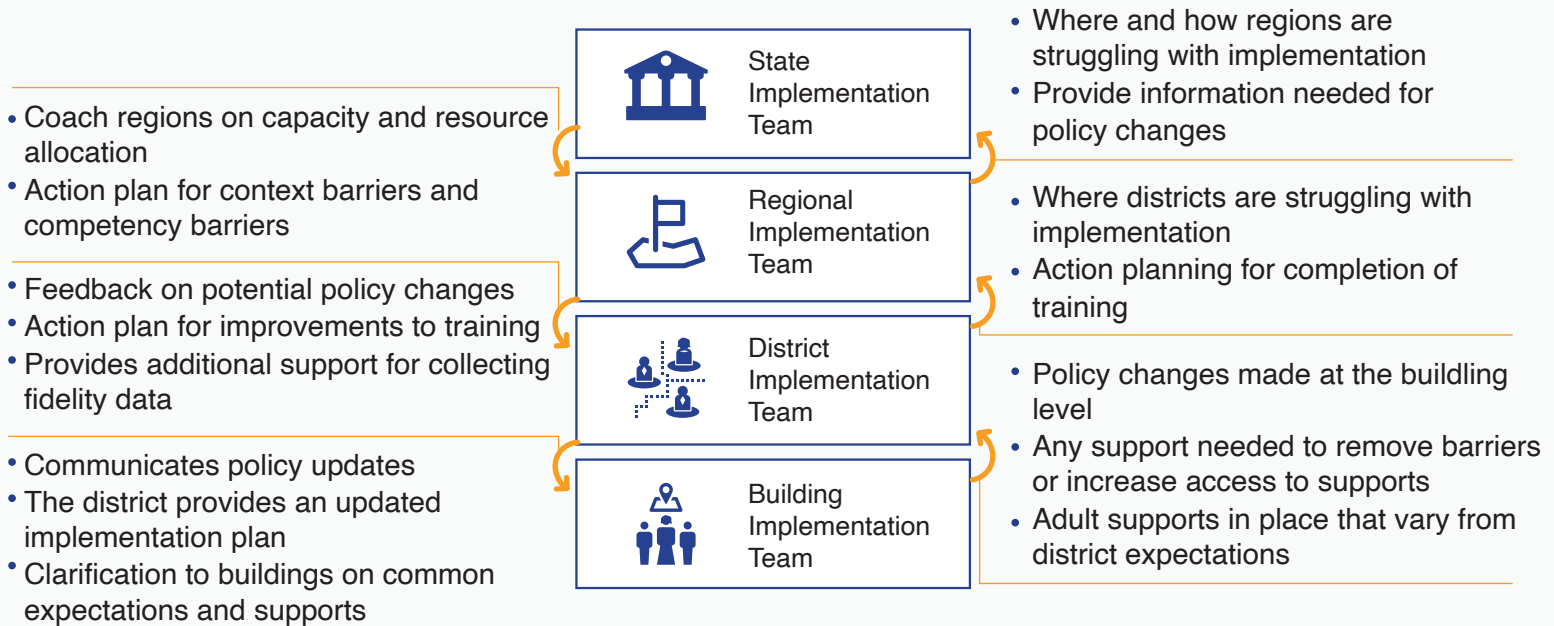 State
Implementation
Team
Regional
Implementation
Team
District
Implementation
Team
Building
Implementation
Team
• Coach regions on capacity and resource
allocation
• Action plan for context barriers and
competency barriers
• Feedback on potential policy changes
• Action plan for improvements to training
• Provides additional support for collecting
fidelity data
• Communicates policy updates
• The district provides an updated
implementation plan
• Clarification to buildings on common
expectations and supports
• Where and how regions are
struggling with implementation
• Provide information needed for
policy changes
• Where districts are struggling with
implementation
• Action planning for completion of
training
• Policy changes made at the buildling
level
• Any support needed to remove barriers
or increase access to supports
• Adult supports in place that vary from
district expectations